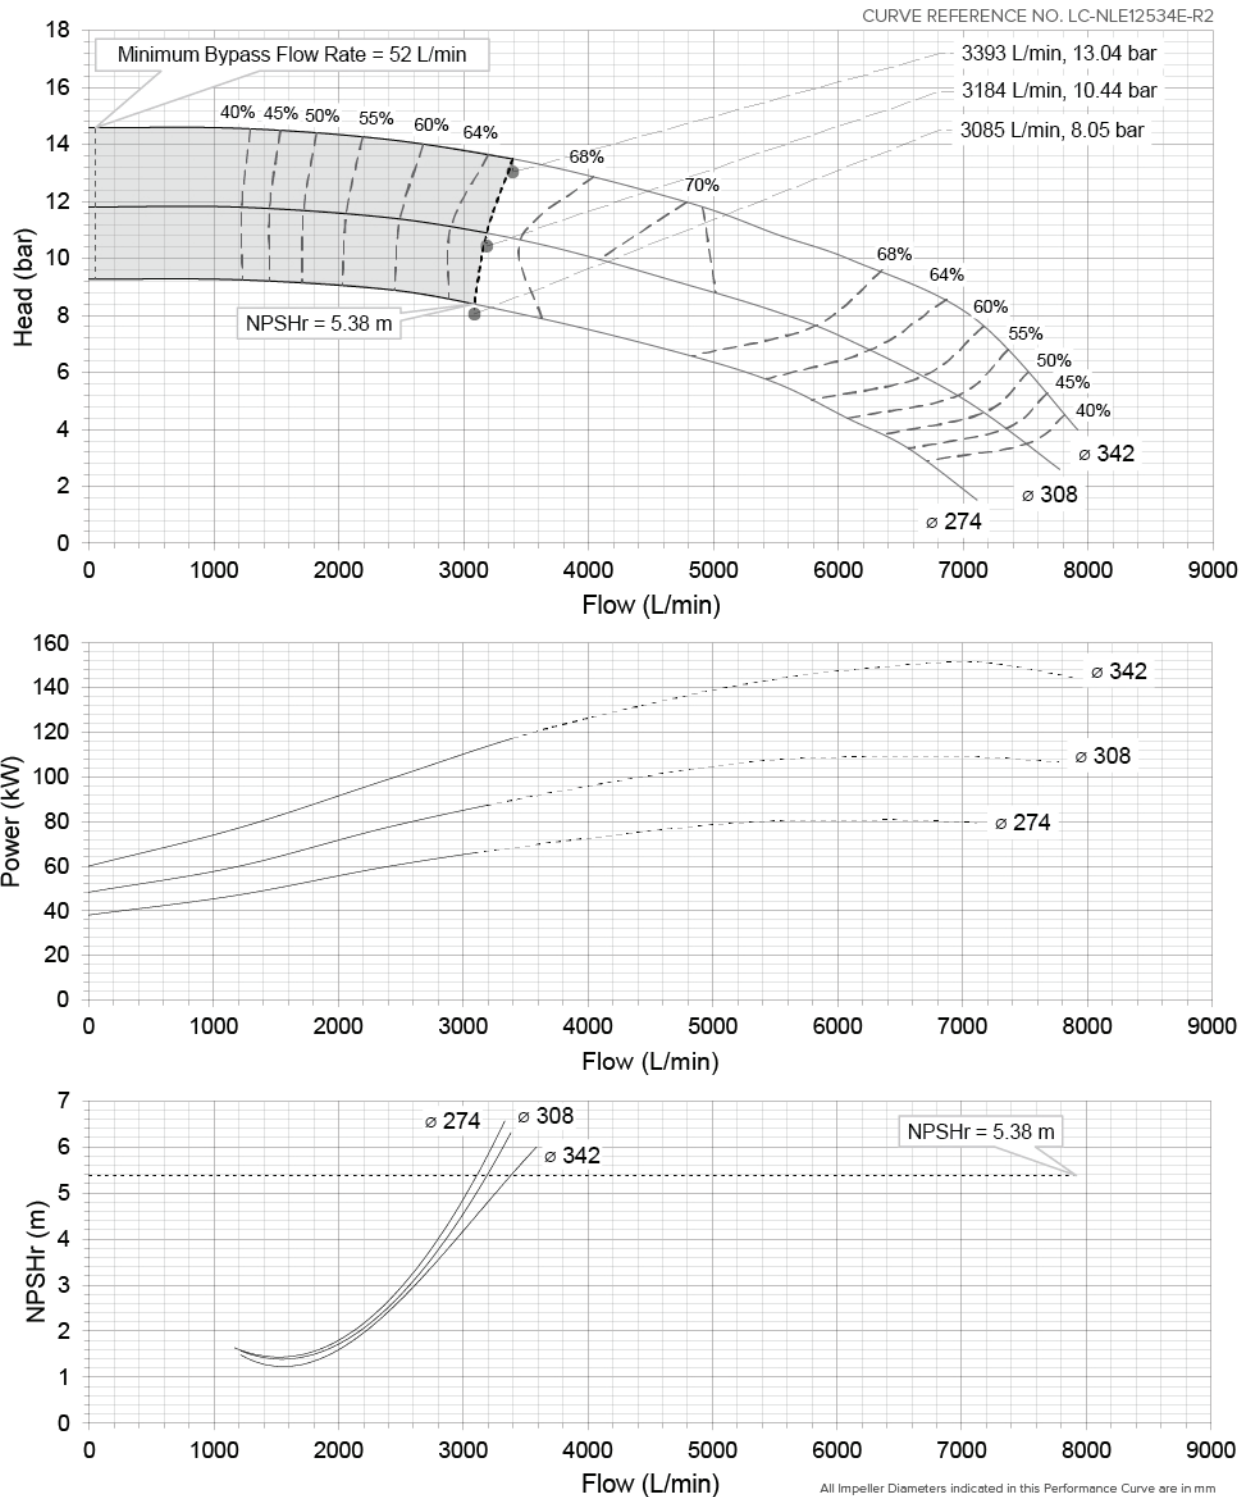 CURVE REFERENCE NO. LC-NLE12534E-R2
18
Minimum Bypass Flow Rate = 52 L/min
3393 L/min, 13.04 bar
16
3184 L/min, 10.44 bar
40% 45% 50% 55% 60% 64%
3085 L/min, 8.05 bar
14
68%
70%
12
10
68%
64%
60%
55%
50%
45%
40%
8
NPSHr = 5.38 m
6
4
2
0
Head (bar)
ø 342
ø 308
ø 274
0 1000 2000 3000 4000 5000 6000 7000 8000 9000
Flow (L/min)
160
140
120
100
80
60
40
20
0
Power (kW)
ø 342
ø 308
ø 274
0 1000 2000 3000 4000 5000 6000 7000 8000 9000
Flow (L/min)
7
6
5
4
3
2
1
0
NPSHr (m)
ø 274
ø 308
ø 342
NPSHr = 5.38 m
0 1000 2000 3000 4000 5000 6000 7000 8000 9000
Flow (L/min)
All Impeller Diameters indicated in this Performance Curve are in mm